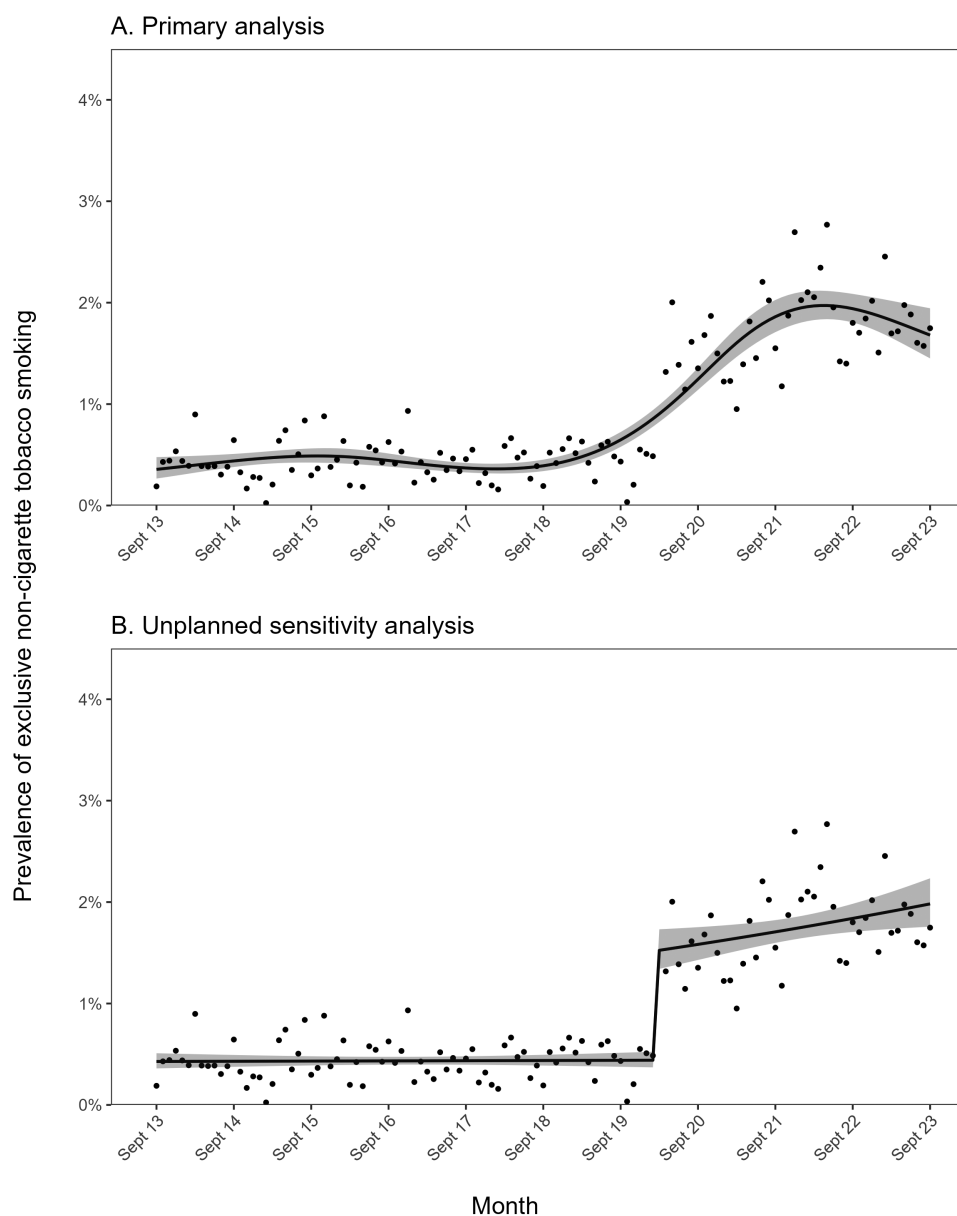 A. Primary analysis
4%
3%
2%
1%
0%
Sept 13
Sept 14
Sept 15
Sept 16
Sept 17
Sept 18
Sept 19
Sept 20
Sept 21
Sept 22
Sept 23
Prevalence of exclusive non-cigarette tobacco smoking
B. Unplanned sensitivity analysis
4%
3%
2%
1%
0%
Sept 13
Sept 14
Sept 15
Sept 16
Sept 17
Sept 18
Sept 19
Sept 20
Sept 21
Sept 22
Sept 23
Month